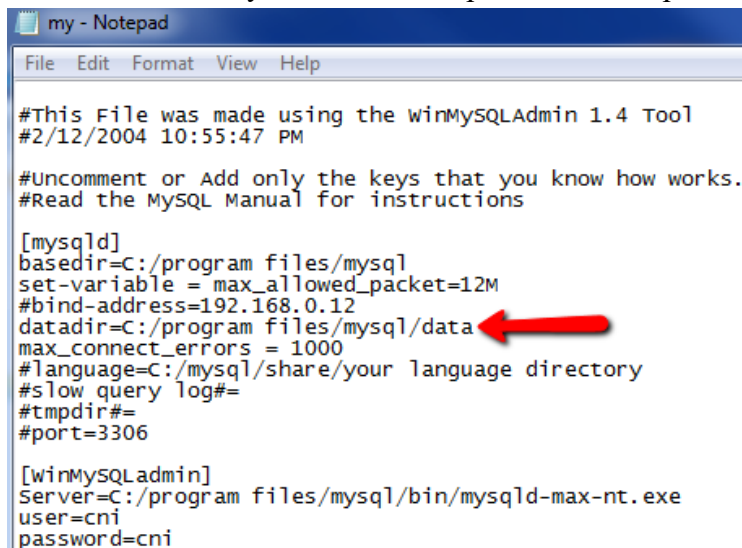 my - Notepad
File Edit Format View Help
#This File was made using the WinMySQLAdmin 1.4 Tool
#2/12/2004 10:55:47 PM
#Uncomment or Add only the keys that you know how works.
#Read the MySQL Manual for instructions
[mysqld]
basedir=C:/program files/mysql
set-variable = max_allowed_packet=12M
#bind-address=192.168.0.12
datadir=C:/program files/mysql/data
max_connect_errors = 1000
#language=C:/mysql/share/your language directory
#slow query log#=
#tmpdir#=
#port=3306
[WinMySQLadmin]
Server=C:/program files/mysql/bin/mysqld-max-nt.exe
user=cni
password=cni